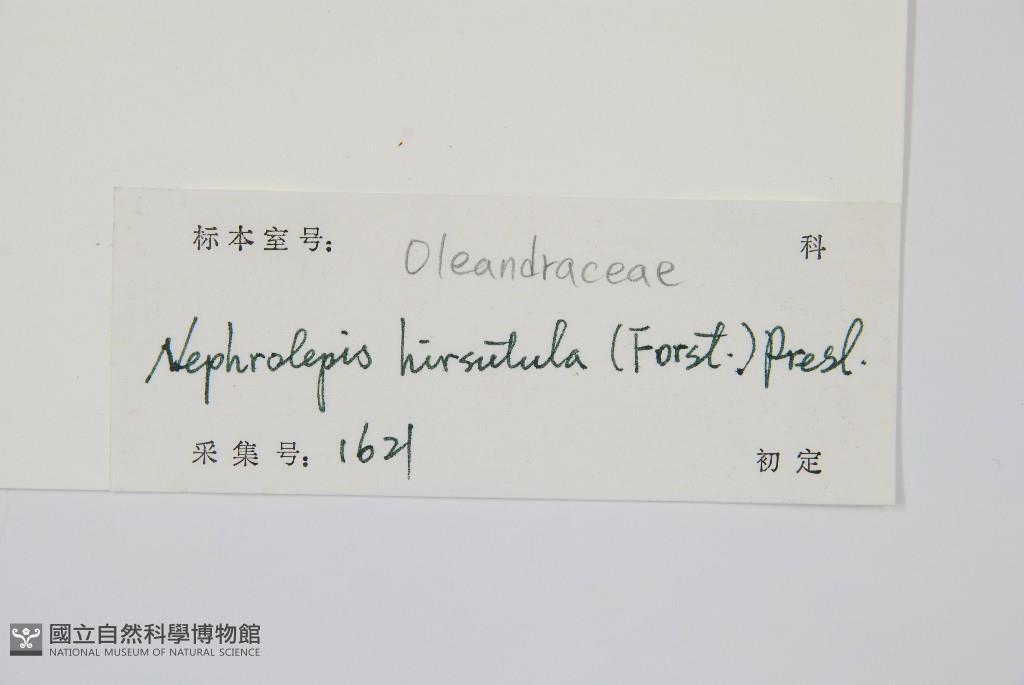 标本室号： Oleandraceae 科
Nephrolepis hirsutula (Forst.) Presl.
采集号： 1621 初定
國立自然科學博物館
NATIONAL MUSEUM OF NATURAL SCIENCE